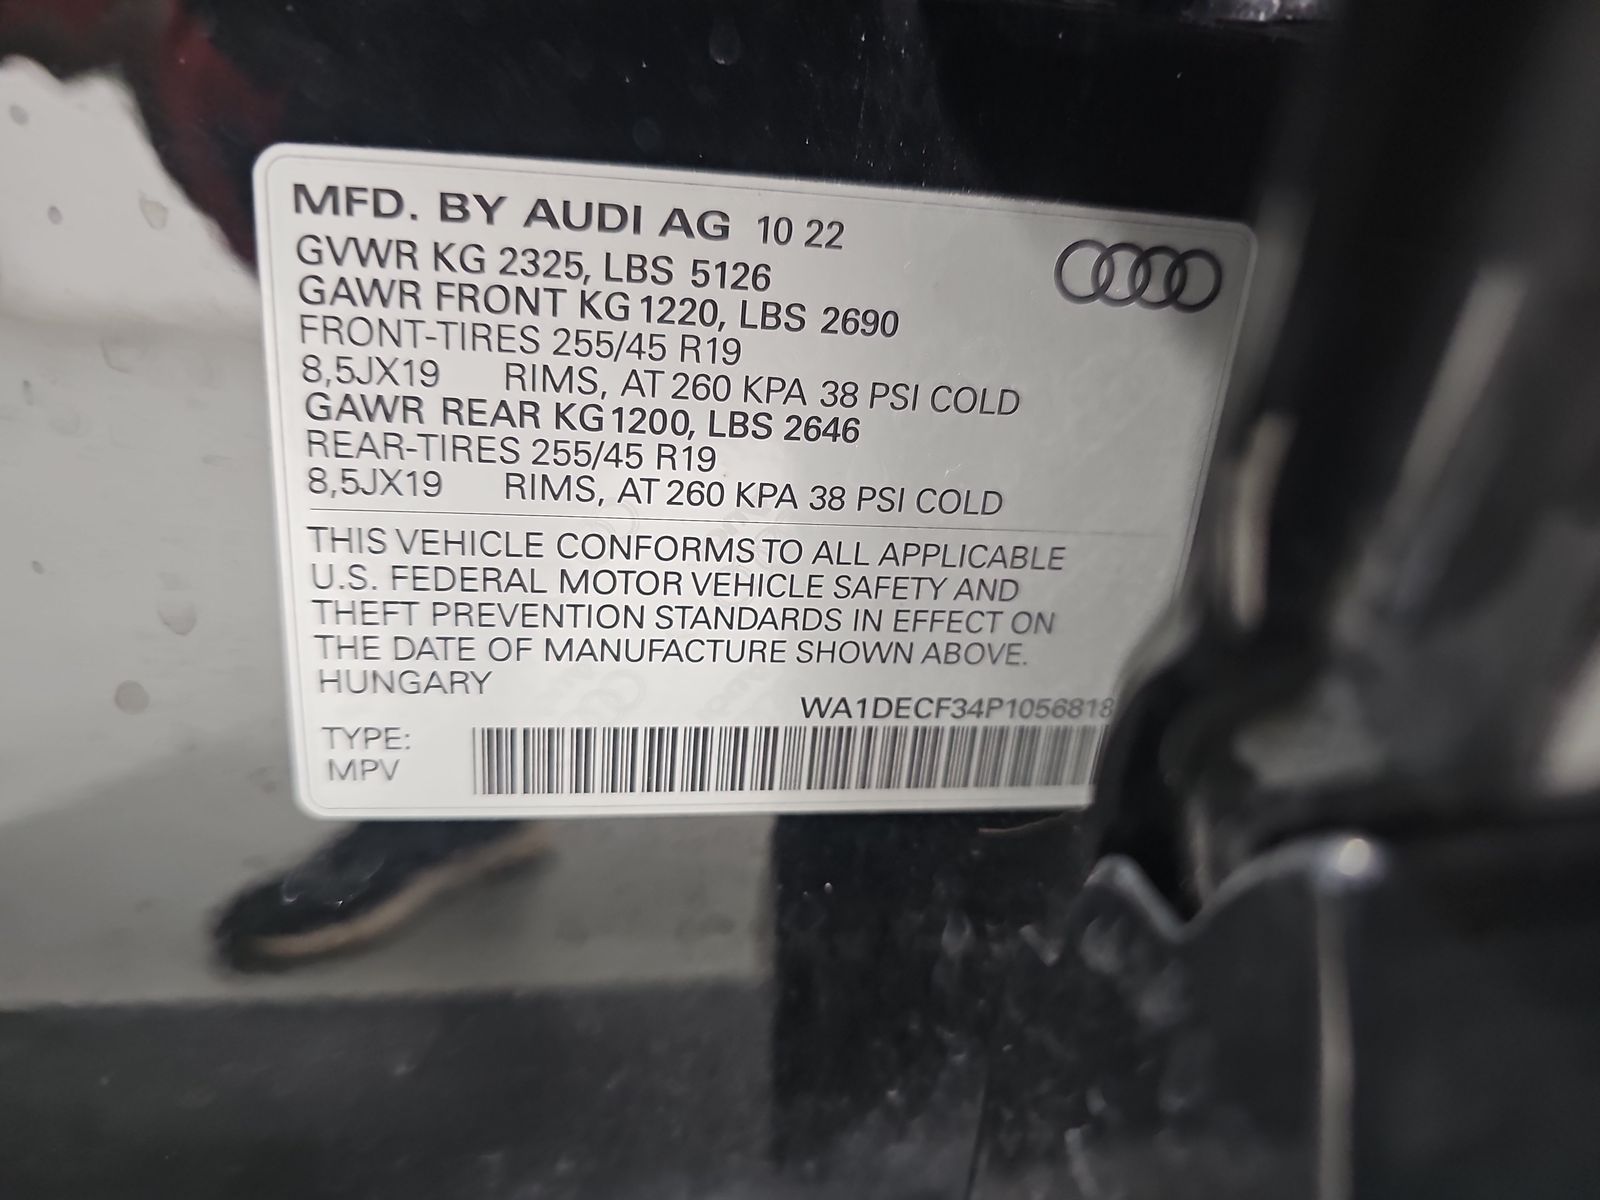 MFD. BY AUDI AG 10 22
GVWR KG 2325, LBS 5126
GAWR FRONT KG 1220, LBS 2690
FRONT-TIRES 255/45 R19
8,5JX19 RIMS, AT 260 KPA 38 PSI COLD
GAWR REAR KG 1200, LBS 2646
REAR-TIRES 255/45 R19
8,5JX19 RIMS, AT 260 KPA 38 PSI COLD
THIS VEHICLE CONFORMS TO ALL APPLICABLE
U.S. FEDERAL MOTOR VEHICLE SAFETY AND
THEFT PREVENTION STANDARDS IN EFFECT ON
THE DATE OF MANUFACTURE SHOWN ABOVE.
HUNGARY
WA1DECF34P1056818
TYPE:
MPV